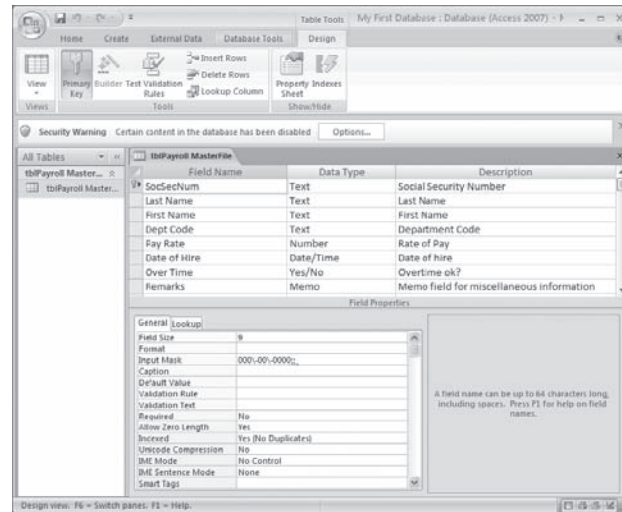 Table Tools My First Database : Database (Access 2007) -
Home Create External Data Database Tools Design
View
Primary Key
Builder
Test Validation Rules
Insert Rows
Delete Rows
Lookup Column
Property Sheet
Indexes
Views Tools Show/Hide
Security Warning Certain content in the database has been disabled Options...
All Tables
tblPayroll Master...
tblPayroll Master...
tblPayroll MasterFile
Field Name Data Type Description
SocSecNum Text Social Security Number
Last Name Text Last Name
First Name Text First Name
Dept Code Text Department Code
Pay Rate Number Rate of Pay
Date of Hire Date/Time Date of hire
Over Time Yes/No Overtime ok?
Remarks Memo Memo field for miscellaneous information
Field Properties
General Lookup
Field Size 9
Format
Input Mask 000\-00\-0000;;_
Caption
Default Value
Validation Rule
Validation Text
Required No
Allow Zero Length Yes
Indexed Yes (No Duplicates)
Unicode Compression No
IME Mode No Control
IME Sentence Mode None
Smart Tags
A field name can be up to 64 characters long,
including spaces. Press F1 for help on field
names.
Design view. F6 = Switch panes. F1 = Help.